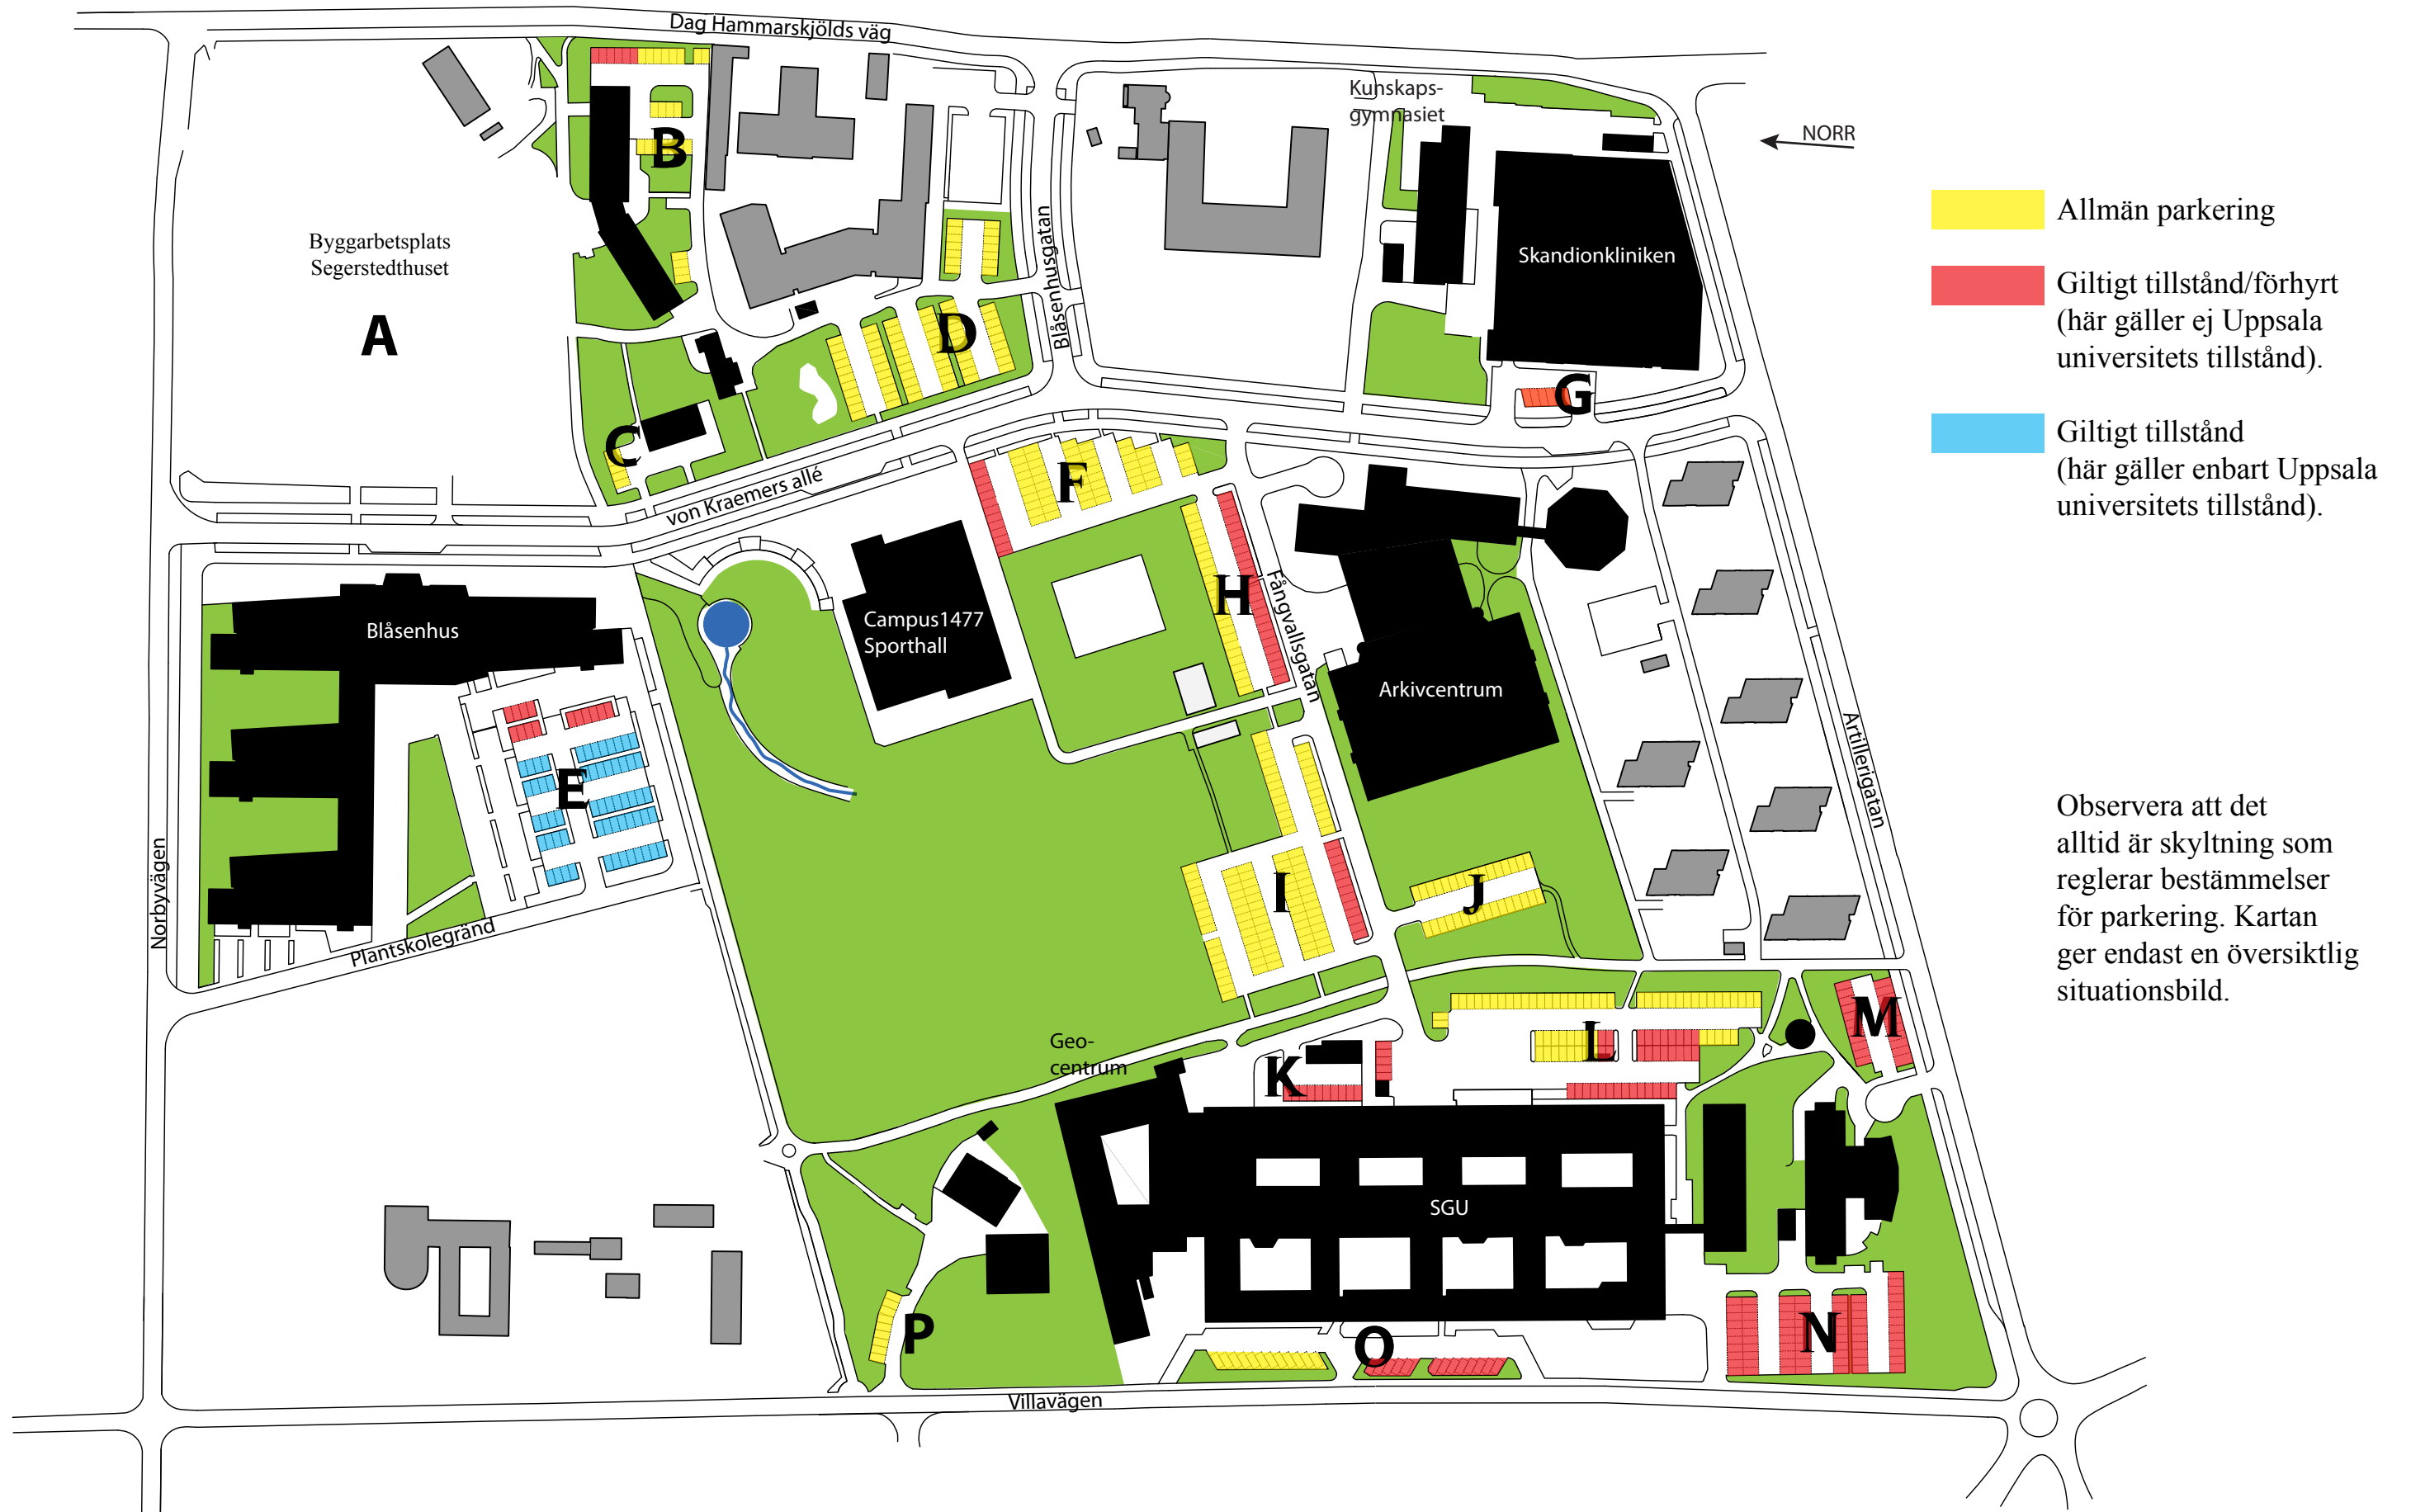 Dag Hammarskjölds väg
Kunskaps-
gymnasiet
NORR
B
Allmän parkering
Byggarbetsplats
Segerstedthuset
Skandionkliniken
Blåsenhusgatan
Giltigt tillstånd/förhyrt
(här gäller ej Uppsala
universitets tillstånd).
A
D
G
C
Giltigt tillstånd
(här gäller enbart Uppsala
universitets tillstånd).
von Kraemers allé
F
H
Fångvallsgatan
Blåsenhus
Campus1477
Sporthall
Arkivcentrum
Artillerigatan
E
Observera att det
alltid är skyltning som
reglerar bestämmelser
för parkering. Kartan
ger endast en översiktlig
situationsbild.
Norbyvägen
Plantskolegränd
I
J
M
L
Geo-
centrum
K
SGU
P
O
N
Villavägen